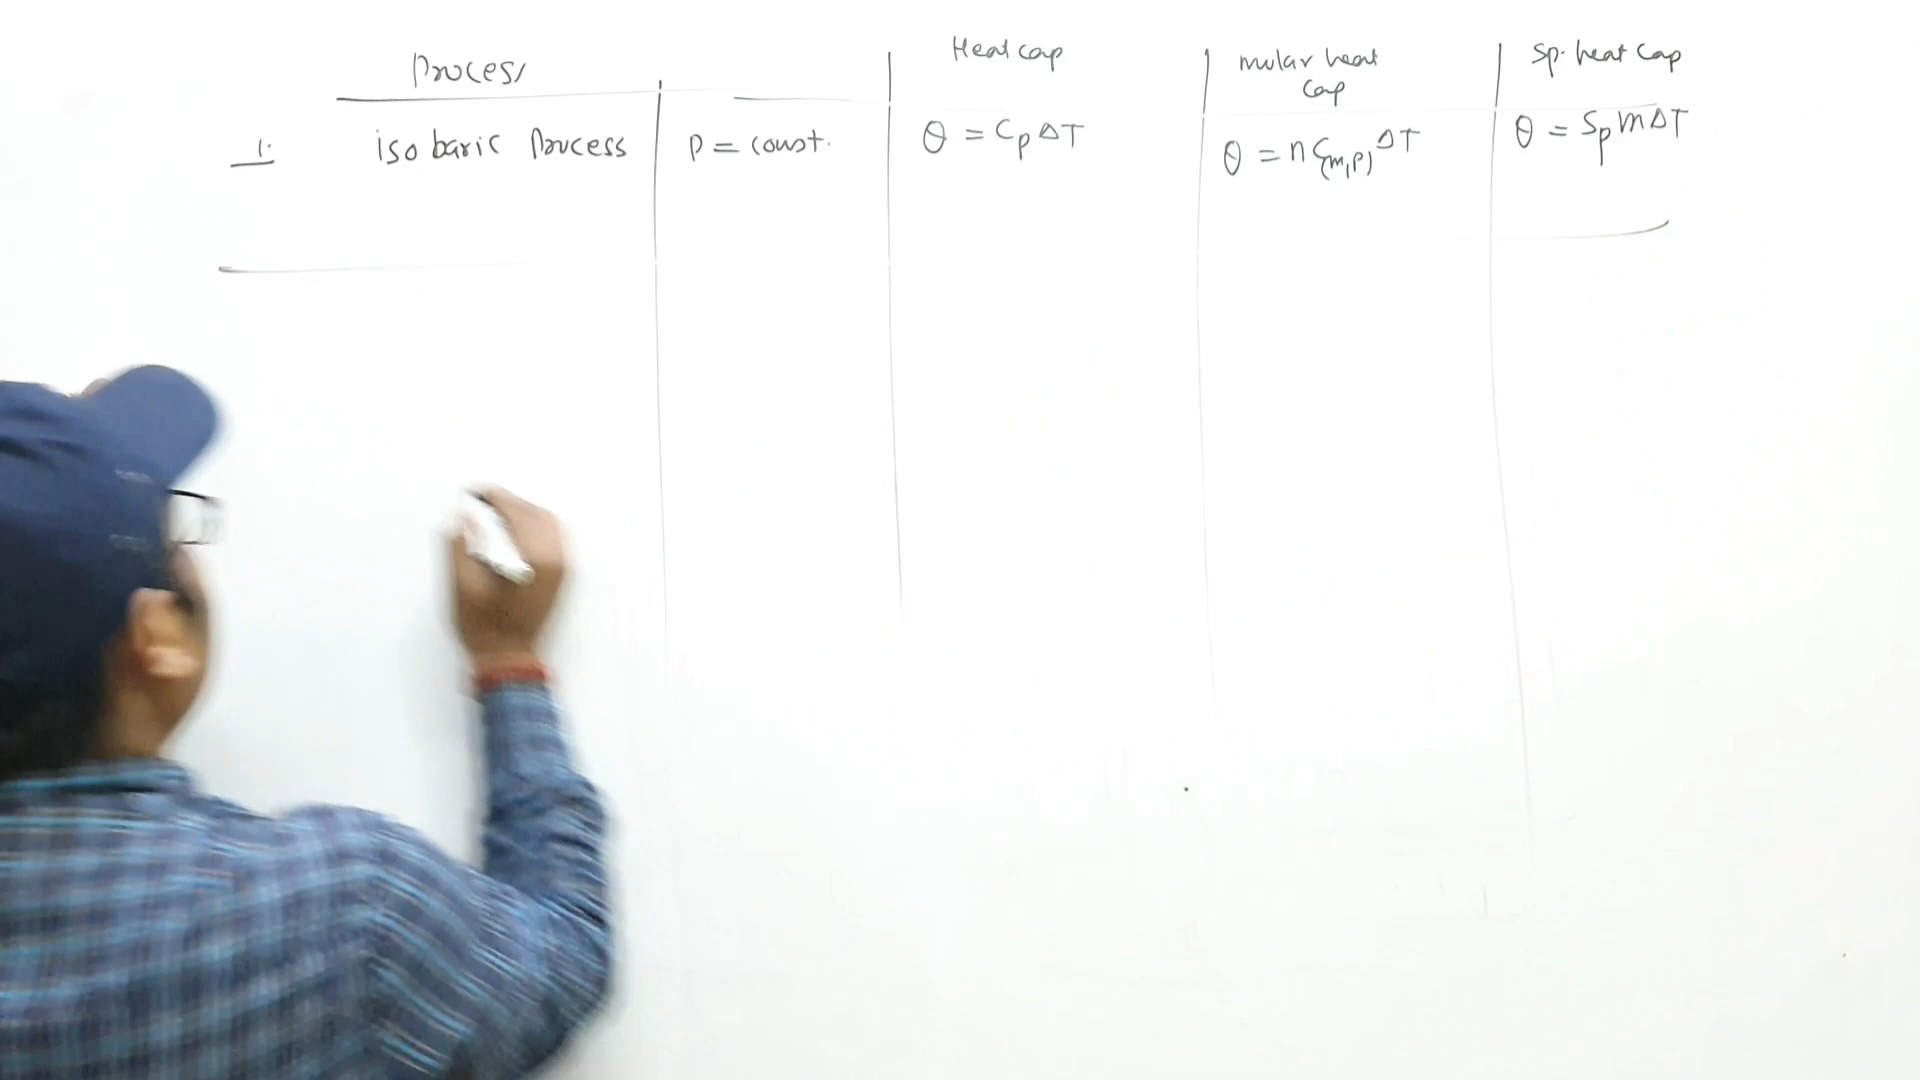 Process
Heat cap
molar heat
cap
sp. heat cap
1.
isobaric Process
P = const.
θ = Cp ΔT
θ = n C(m,P) ΔT
θ = Sp m ΔT